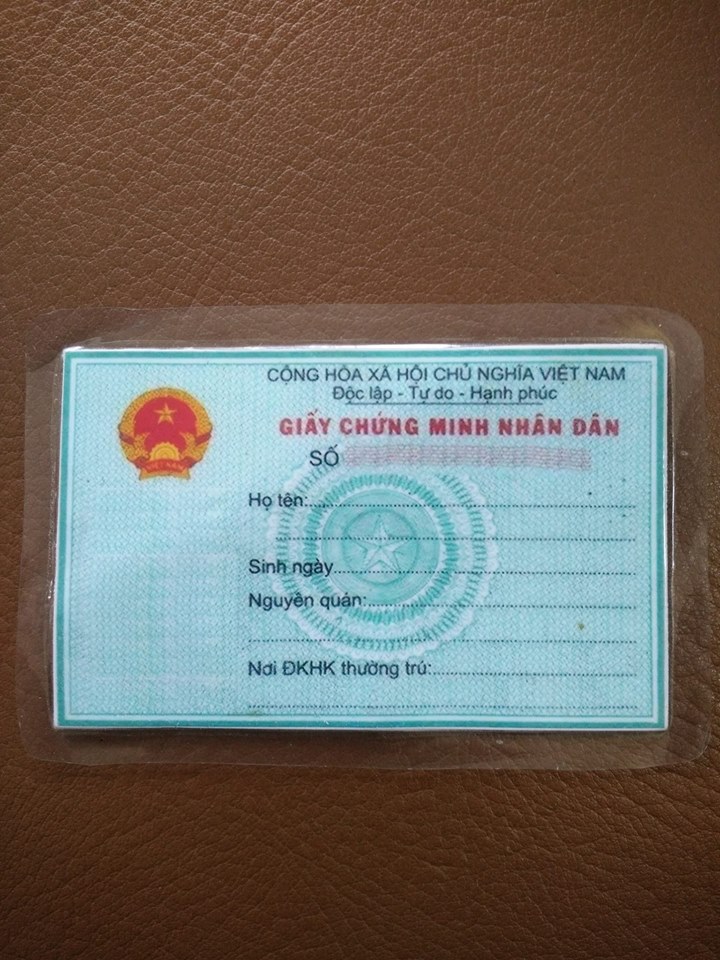 CỘNG HÒA XÃ HỘI CHỦ NGHĨA VIỆT NAM
Độc lập - Tự do - Hạnh phúc
GIẤY CHỨNG MINH NHÂN DÂN
SỐ
VIỆT NAM
Họ tên:
Sinh ngày
Nguyên quán:
Nơi ĐKHK thường trú: